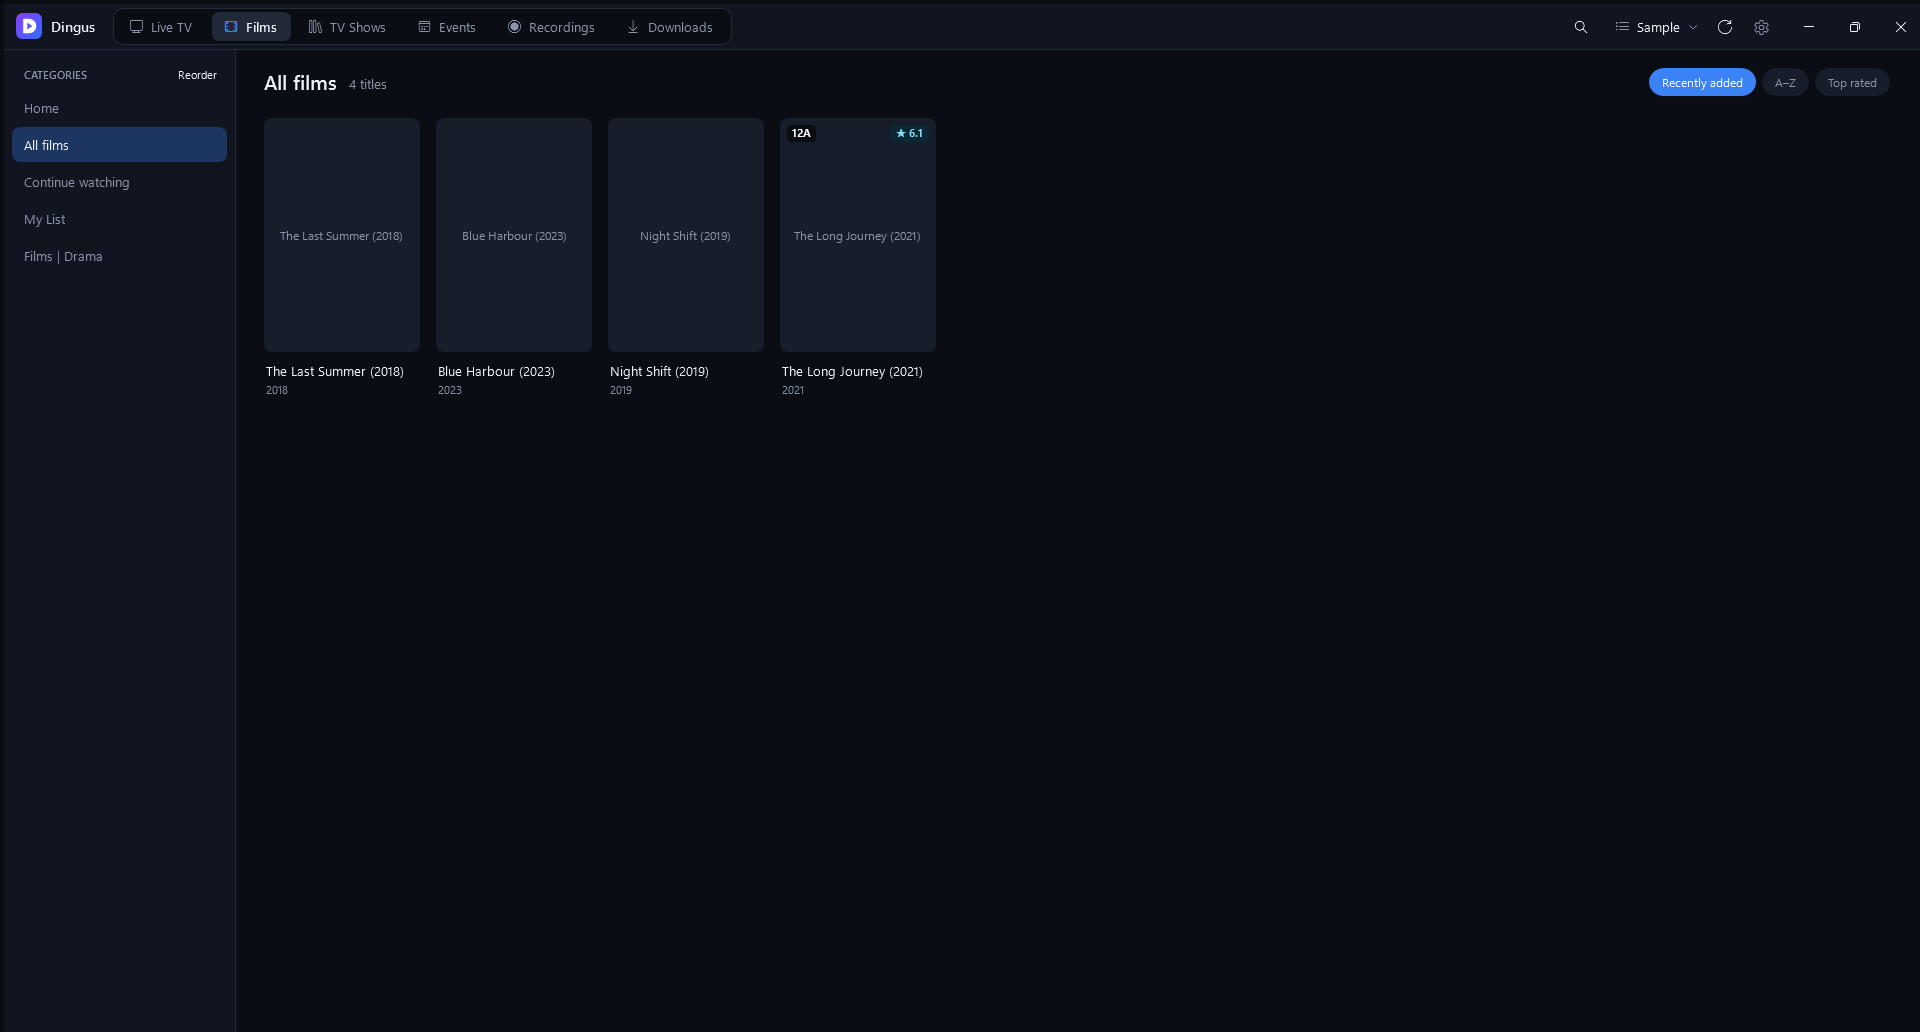 Dingus
Live TV
Films
TV Shows
Events
Recordings
Downloads
Sample
CATEGORIES
Reorder
Home
All films
Continue watching
My List
Films | Drama
All films
4 titles
Recently added
A–Z
Top rated
The Last Summer (2018)
Blue Harbour (2023)
Night Shift (2019)
12A
★ 6.1
The Long Journey (2021)
The Last Summer (2018)
2018
Blue Harbour (2023)
2023
Night Shift (2019)
2019
The Long Journey (2021)
2021